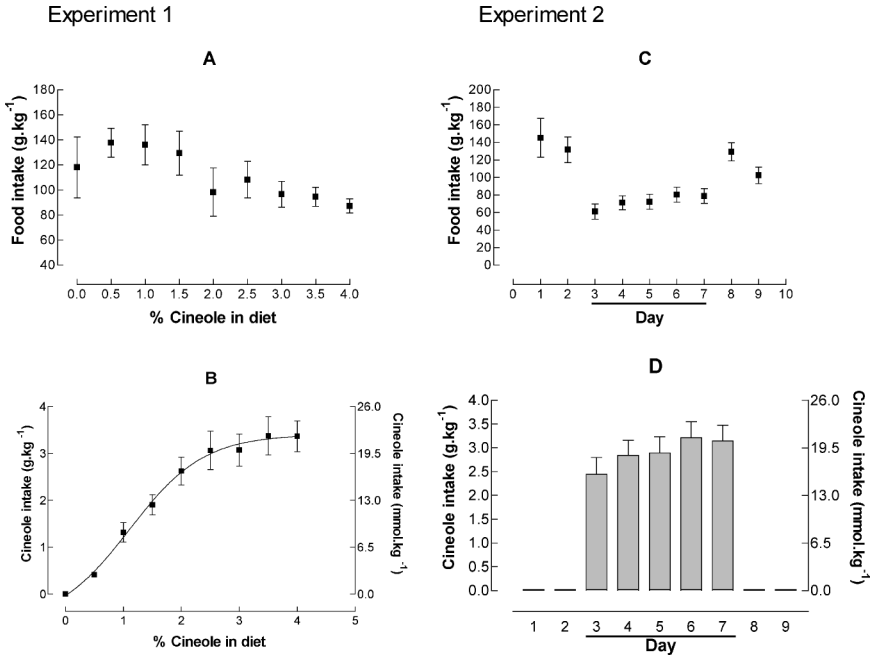 Experiment 1
Experiment 2
A
Food intake (g.kg-1)
180
160
140
120
100
80
60
40
0.0 0.5 1.0 1.5 2.0 2.5 3.0 3.5 4.0
% Cineole in diet
C
Food intake (g.kg-1)
200
180
160
140
120
100
80
60
40
20
0
0 1 2 3 4 5 6 7 8 9 10
Day
B
Cineole intake (g.kg-1)
4
3
2
1
0
26.0
19.5
13.0
6.5
0.0
Cineole intake (mmol.kg-1)
0 1 2 3 4 5
% Cineole in diet
D
Cineole intake (g.kg-1)
4.0
3.5
3.0
2.5
2.0
1.5
1.0
0.5
0.0
26.0
19.5
13.0
6.5
0.0
Cineole intake (mmol.kg-1)
1 2 3 4 5 6 7 8 9
Day